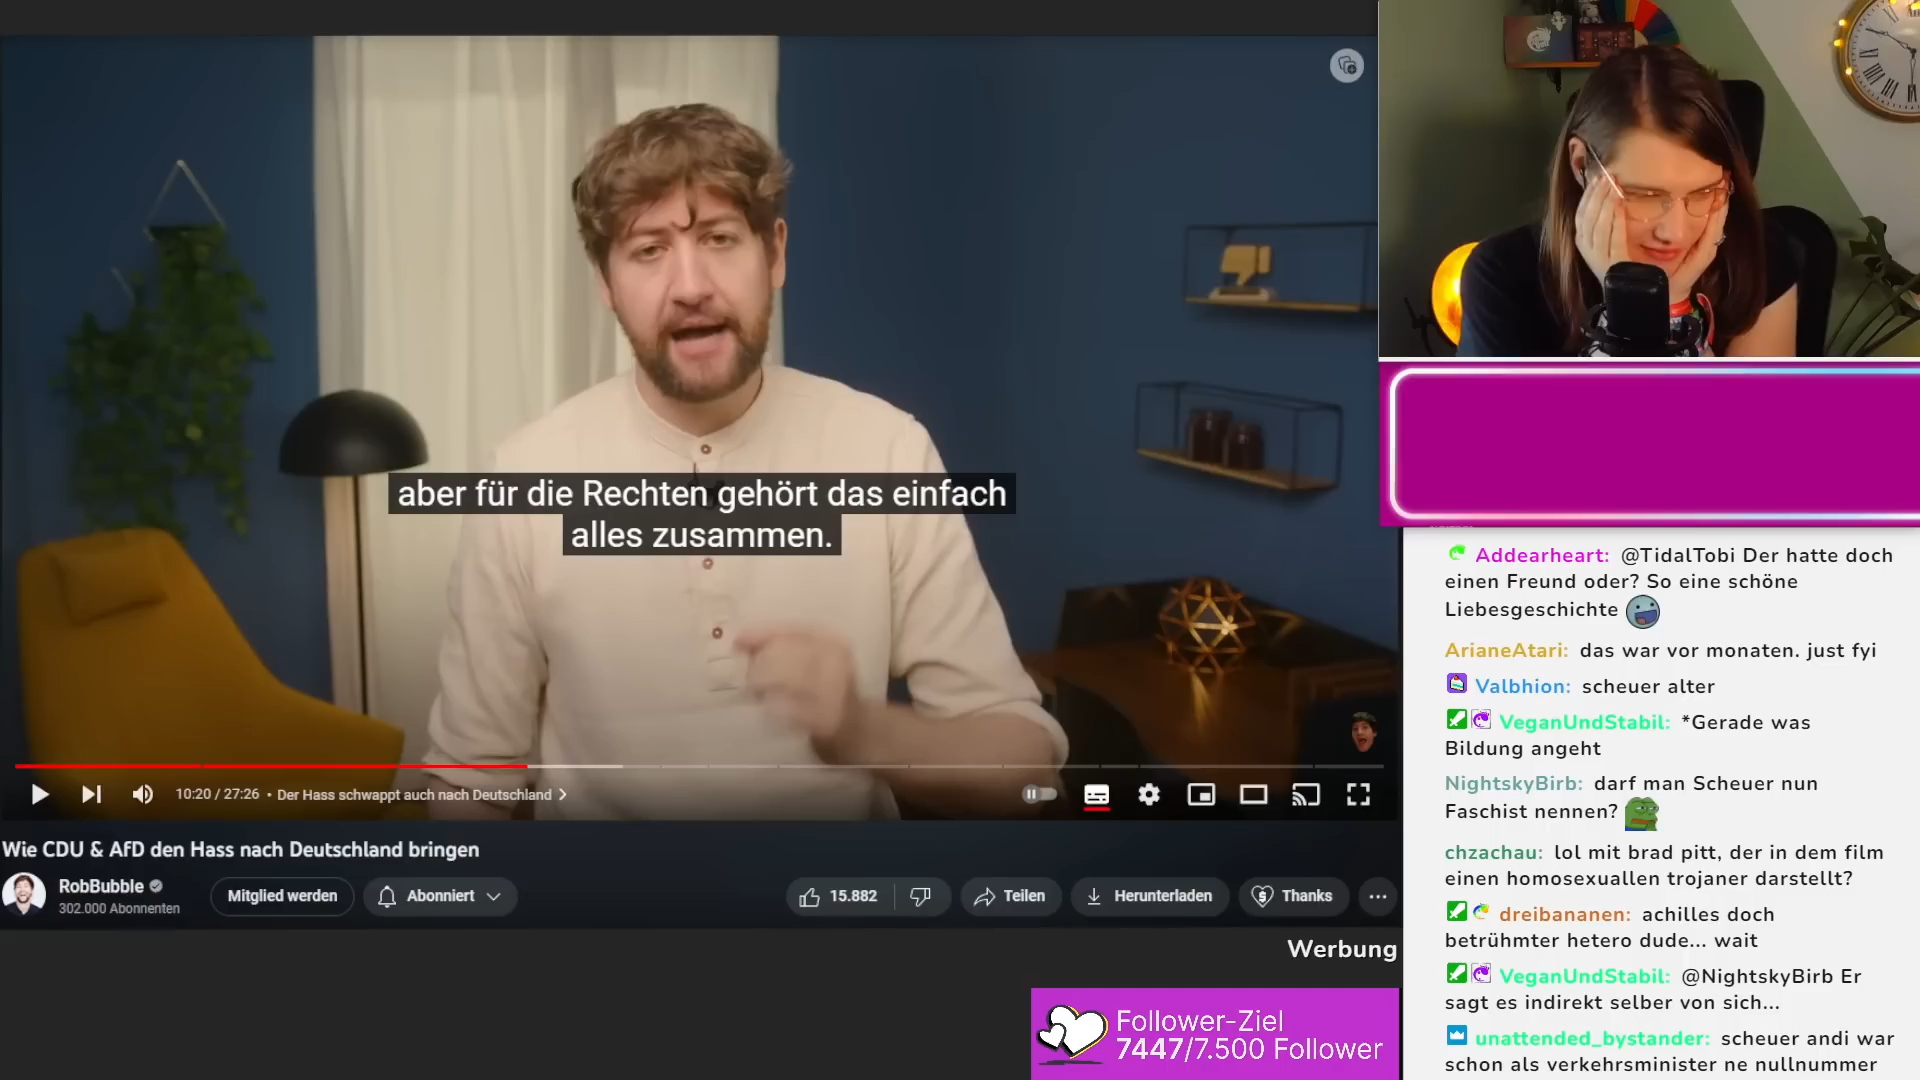 aber für die Rechten gehört das einfach
alles zusammen.
10:20 / 27:26 • Der Hass schwappt auch nach Deutschland
Wie CDU & AfD den Hass nach Deutschland bringen
RobBubble
302.000 Abonnenten
Mitglied werden
Abonniert
15.882
Teilen
Herunterladen
Thanks
Werbung
Follower-Ziel
7447/7.500 Follower
Addearheart: @TidalTobi Der hatte doch
einen Freund oder? So eine schöne
Liebesgeschichte
ArianeAtari: das war vor monaten. just fyi
Valbhion: scheuer alter
VeganUndStabil: *Gerade was
Bildung angeht
NightskyBirb: darf man Scheuer nun
Faschist nennen?
chzachau: lol mit brad pitt, der in dem film
einen homosexuallen trojaner darstellt?
dreibananen: achilles doch
betrühmter hetero dude... wait
VeganUndStabil: @NightskyBirb Er
sagt es indirekt selber von sich...
unattended_bystander: scheuer andi war
schon als verkehrsminister ne nullnummer